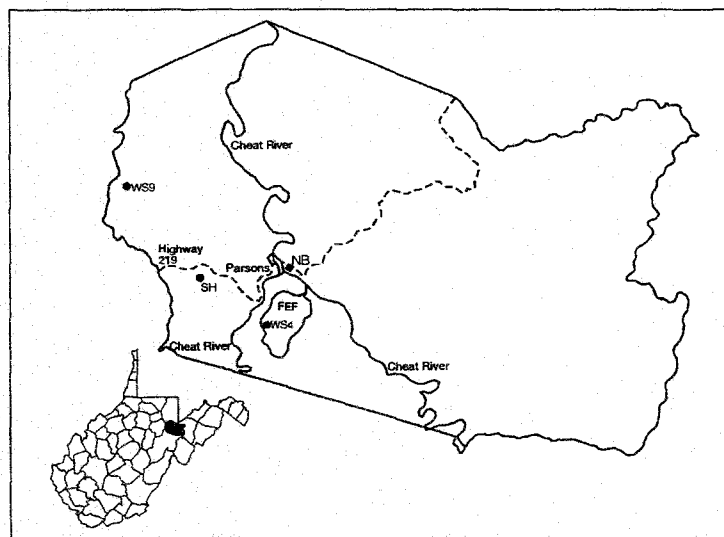 Cheat River
WS9
Highway
219
Parsons
NB
SH
FEF
WS4
Cheat River
Cheat River